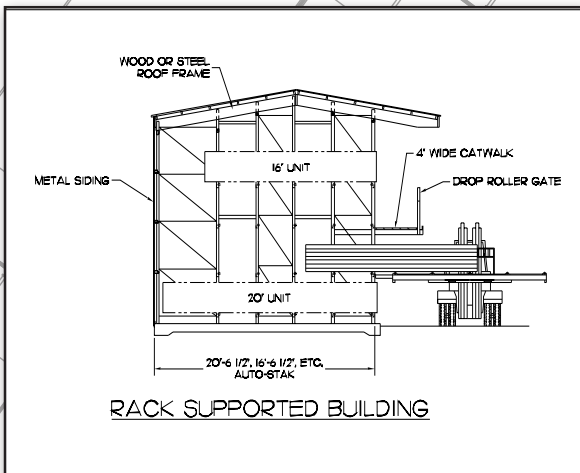 WOOD OR STEEL
ROOF FRAME
16' UNIT
4' WIDE CATWALK
METAL SIDING
DROP ROLLER GATE
20' UNIT
20'-6 1/2", 16'-6 1/2", ETC.
AUTO-STAK
RACK SUPPORTED BUILDING